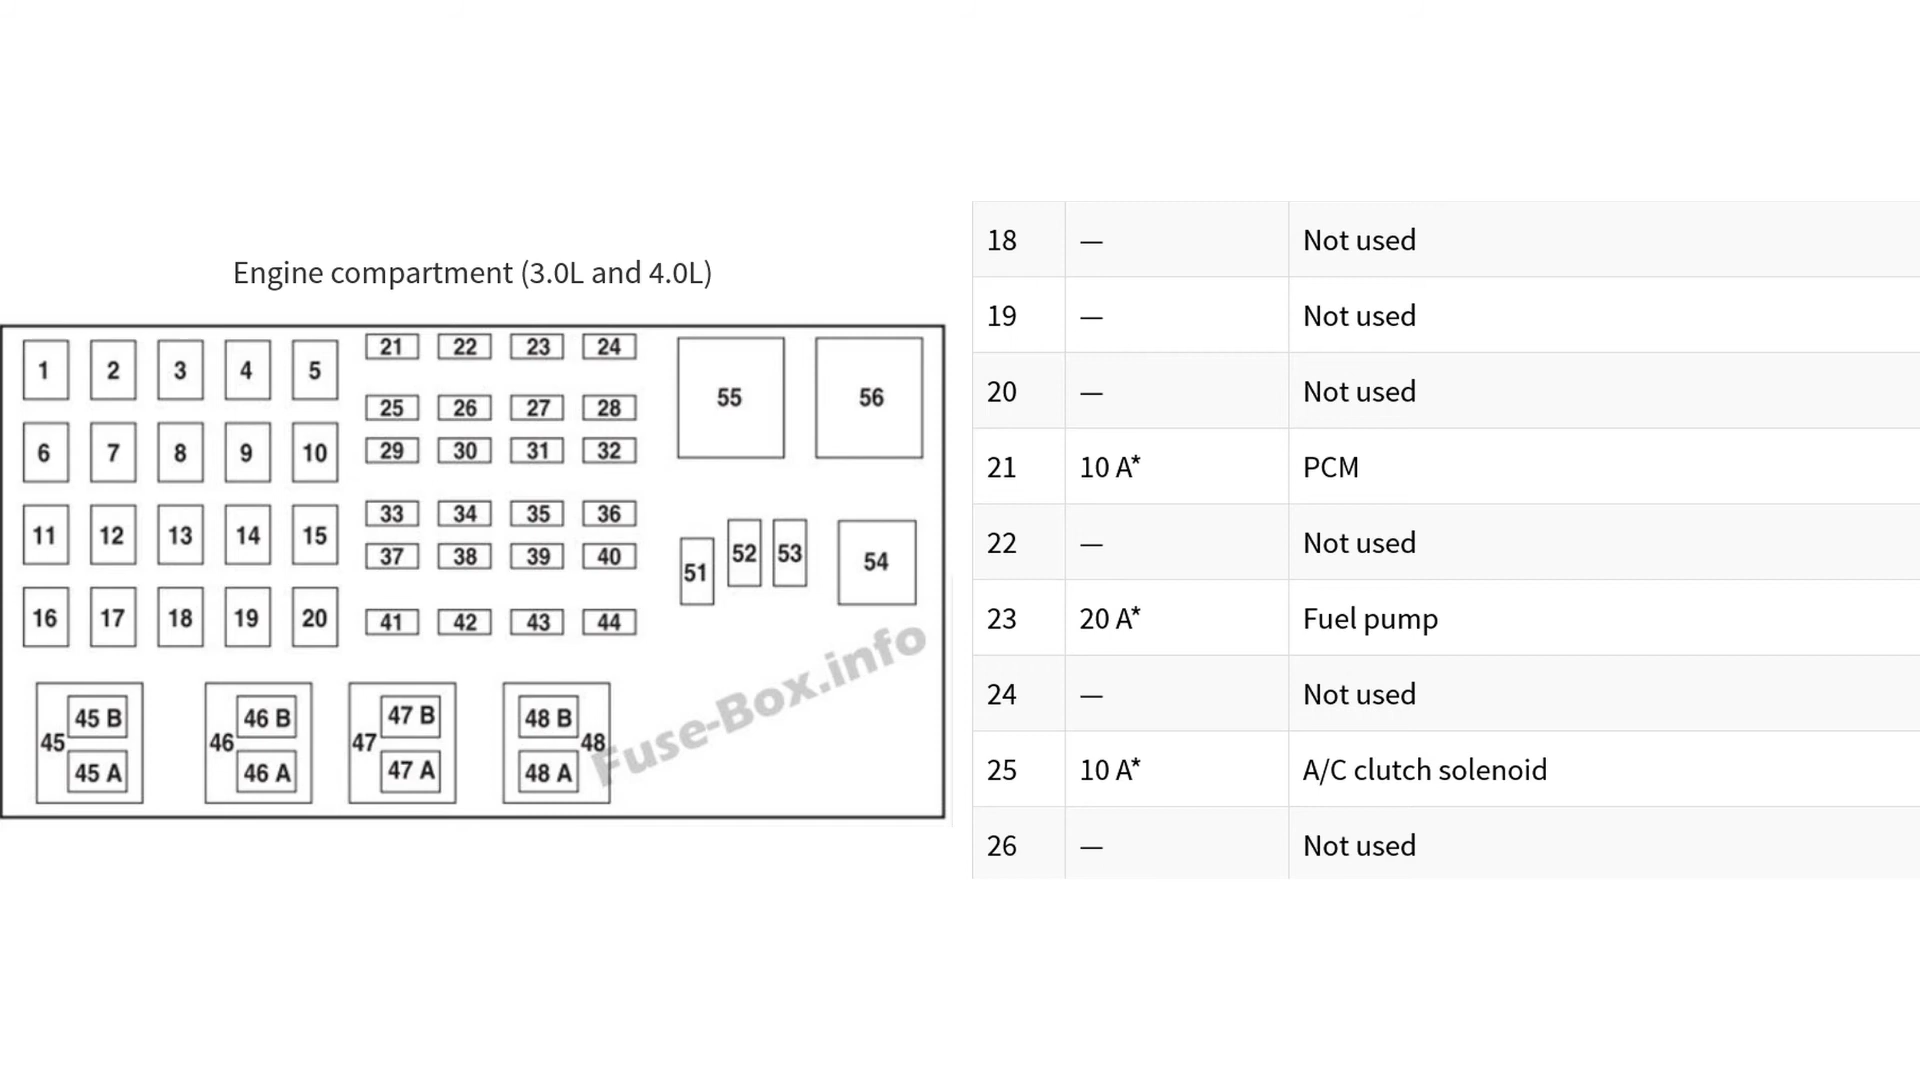 Engine compartment (3.0L and 4.0L)
1 2 3 4 5 21 22 23 24 55 56
25 26 27 28
6 7 8 9 10 29 30 31 32
11 12 13 14 15 33 34 35 36
37 38 39 40 51 52 53 54
16 17 18 19 20 41 42 43 44
45 45 B 46 46 B 47 47 B 48 B 48
45 A 46 A 47 A 48 A
Fuse-Box.info
18 — Not used
19 — Not used
20 — Not used
21 10 A* PCM
22 — Not used
23 20 A* Fuel pump
24 — Not used
25 10 A* A/C clutch solenoid
26 — Not used